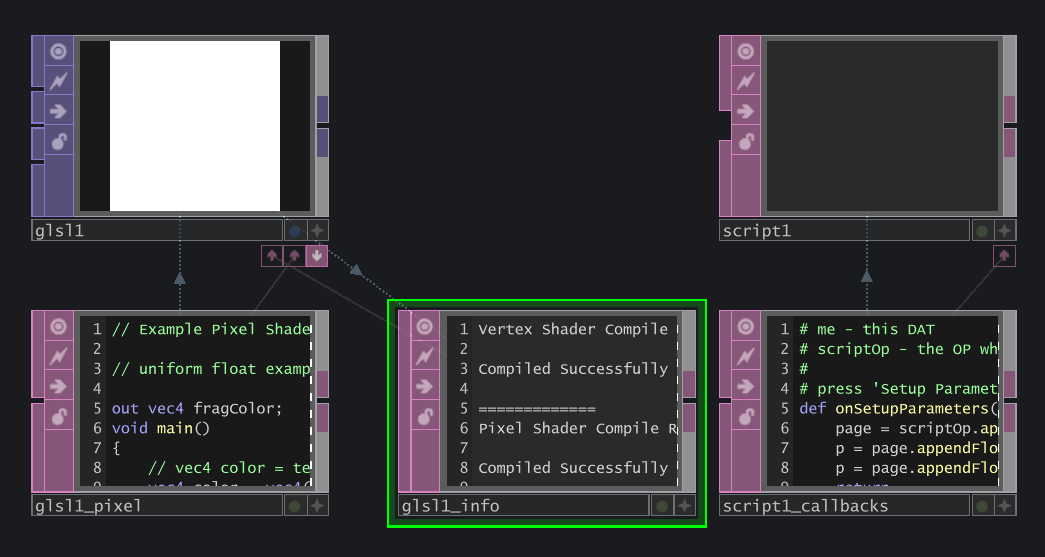 glsl1
script1
1 // Example Pixel Shade
2
3 // uniform float examp
4
5 out vec4 fragColor;
6 void main()
7 {
8 // vec4 color = te
glsl1_pixel
1 Vertex Shader Compile
2
3 Compiled Successfully
4
5 =============
6 Pixel Shader Compile R
7
8 Compiled Successfully
glsl1_info
1 # me - this DAT
2 # scriptOp - the OP wh
3 #
4 # press 'Setup Paramet
5 def onSetupParameters(
6 page = scriptOp.ap
7 p = page.appendFlo
8 p = page.appendFlo
script1_callbacks